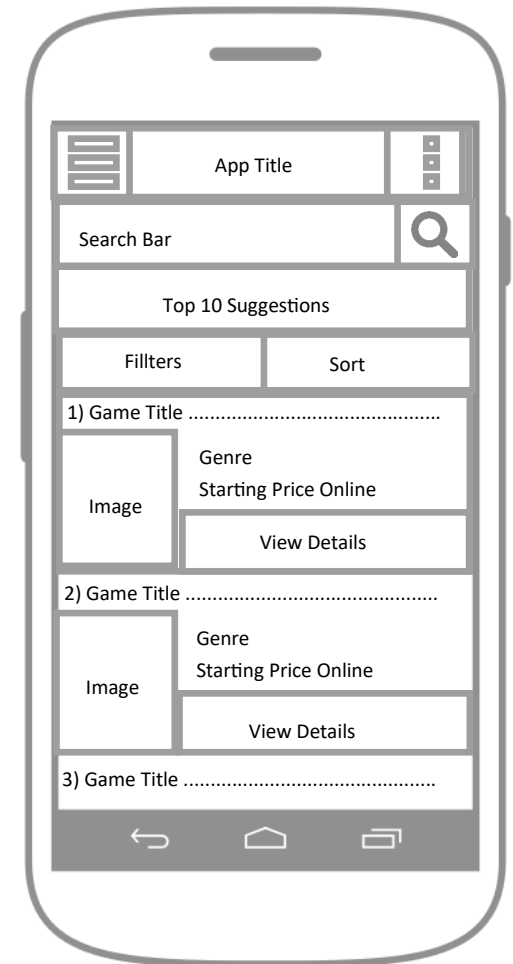 App Title
Search Bar
Top 10 Suggestions
Fillters
Sort
1) Game Title ...............................................
Image
Genre
Starting Price Online
View Details
2) Game Title ...............................................
Image
Genre
Starting Price Online
View Details
3) Game Title ...............................................